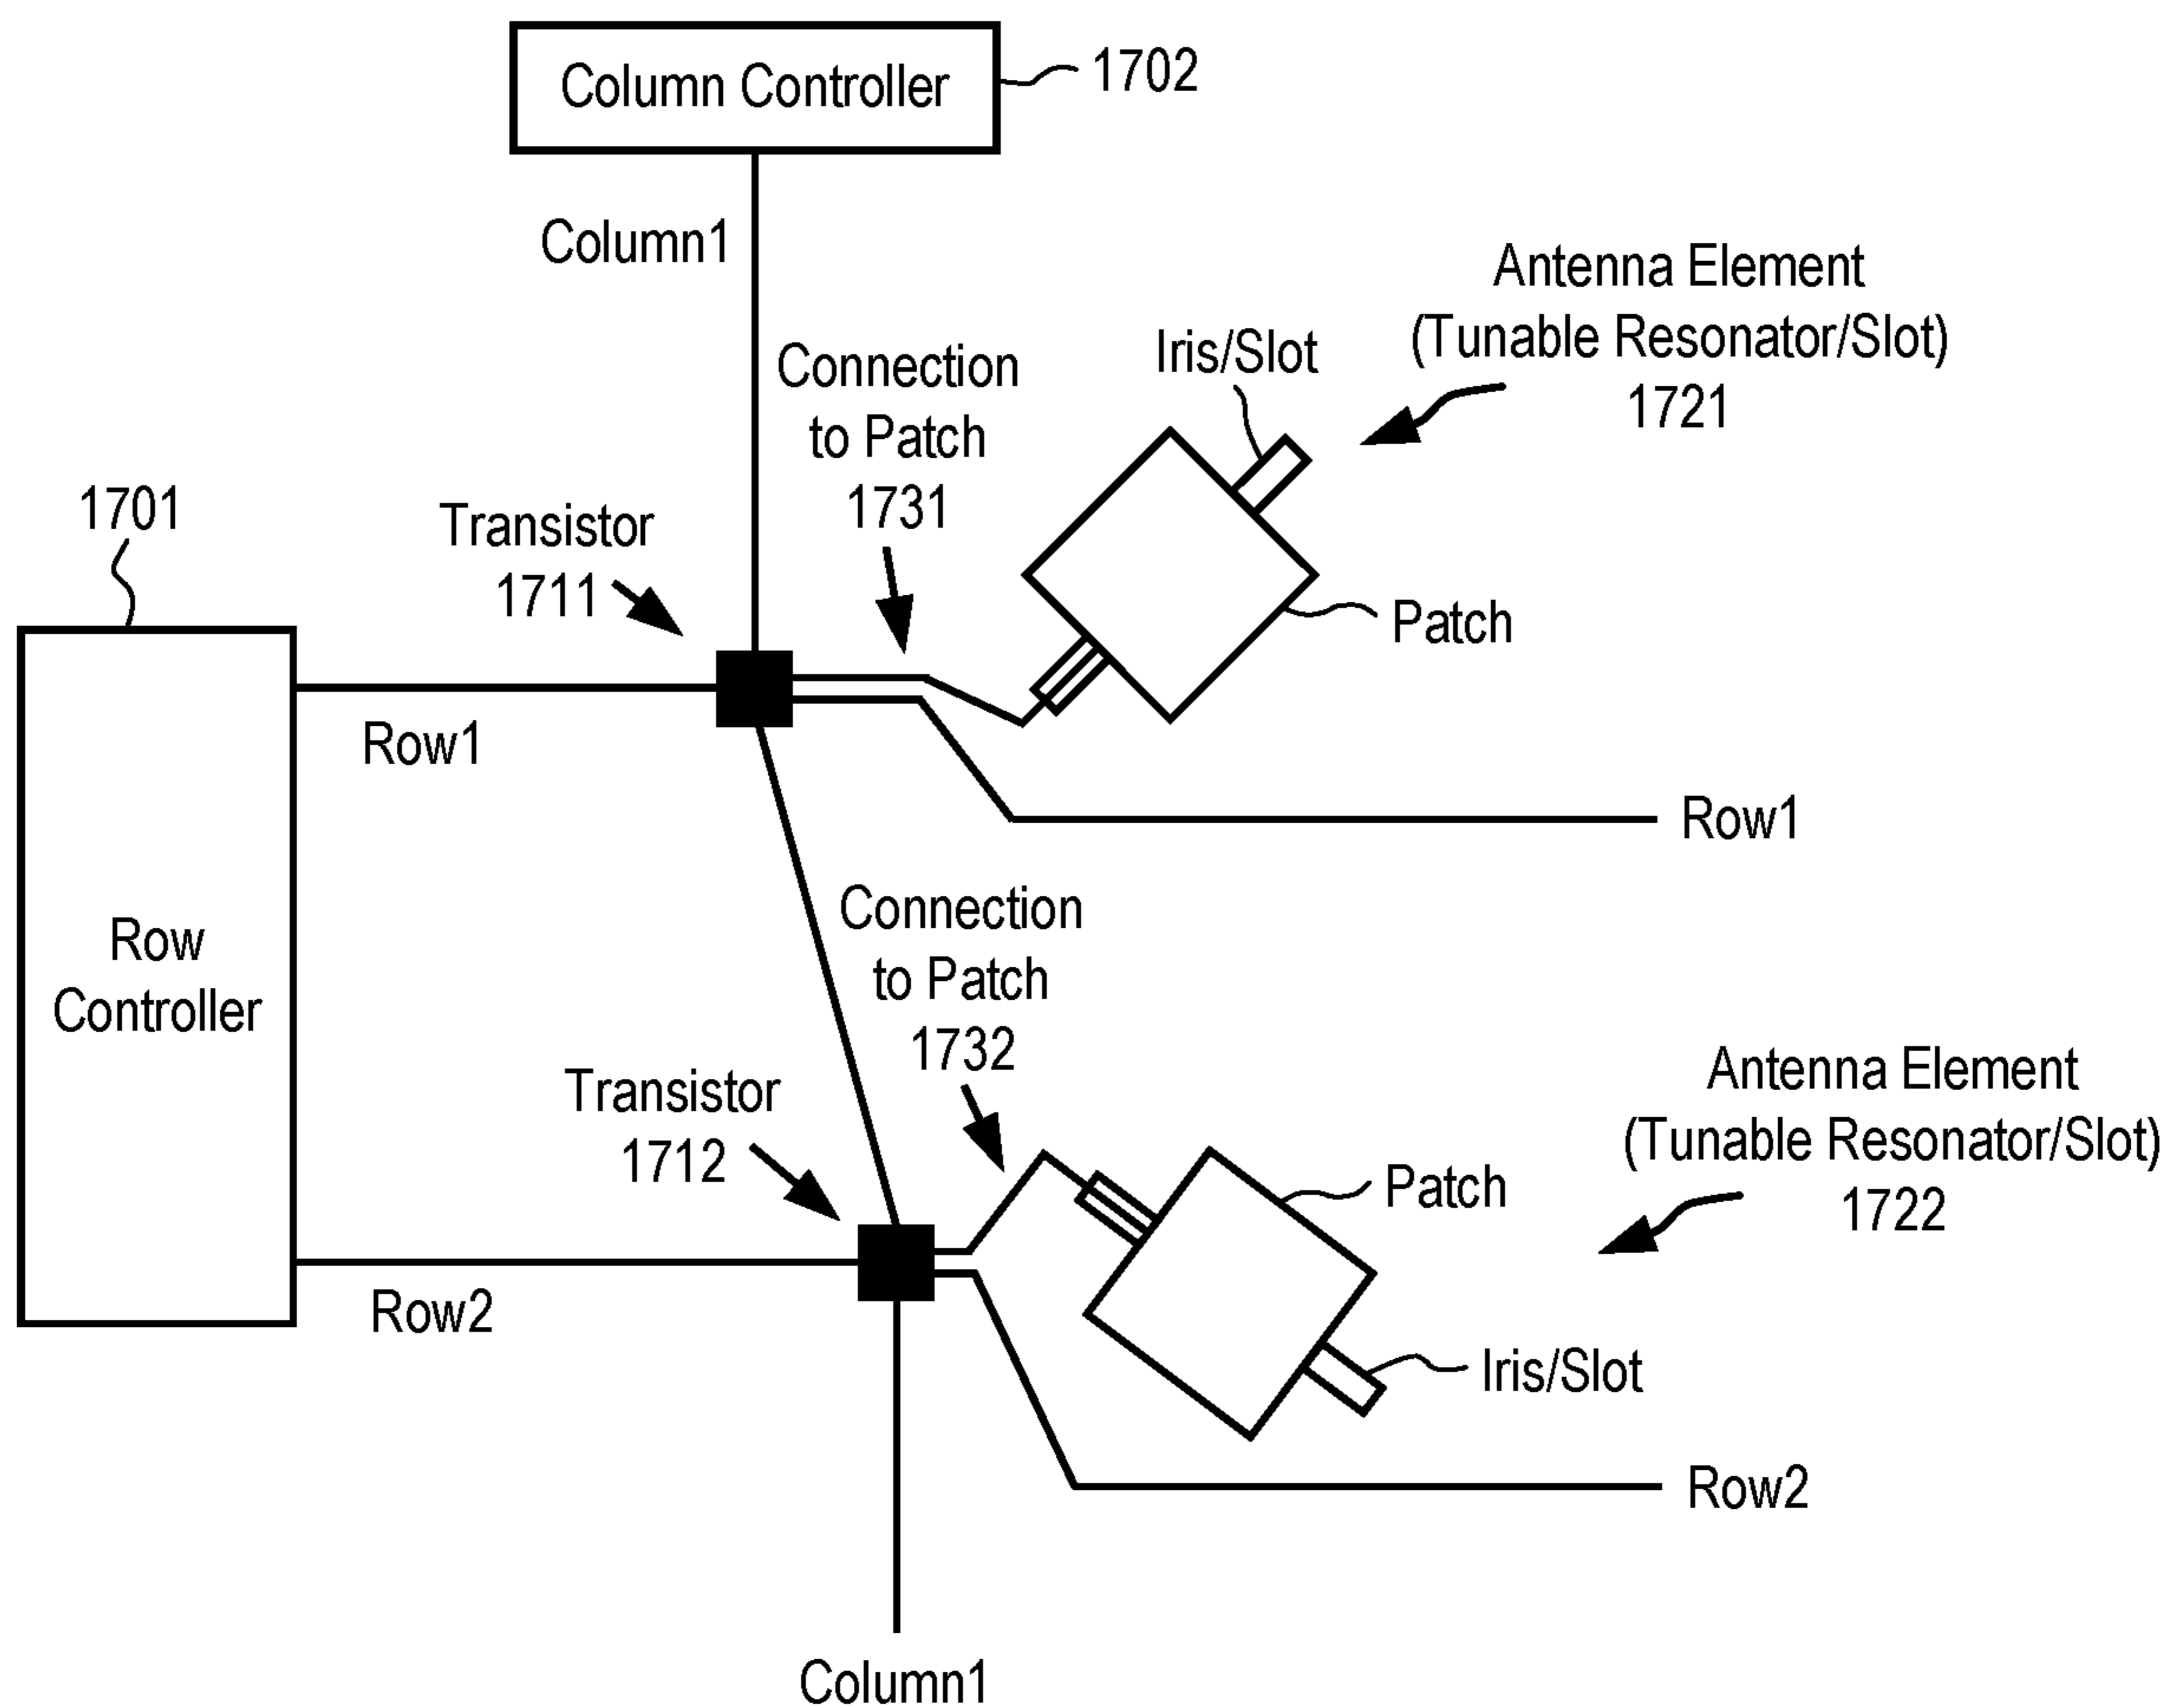 Column Controller
1702
Column1
Antenna Element
(Tunable Resonator/Slot)
1721
Iris/Slot
Connection
to Patch
1731
1701
Transistor
1711
Patch
Row1
Row1
Row
Controller
Connection
to Patch
1732
Transistor
1712
Antenna Element
(Tunable Resonator/Slot)
1722
Patch
Row2
Iris/Slot
Row2
Column1